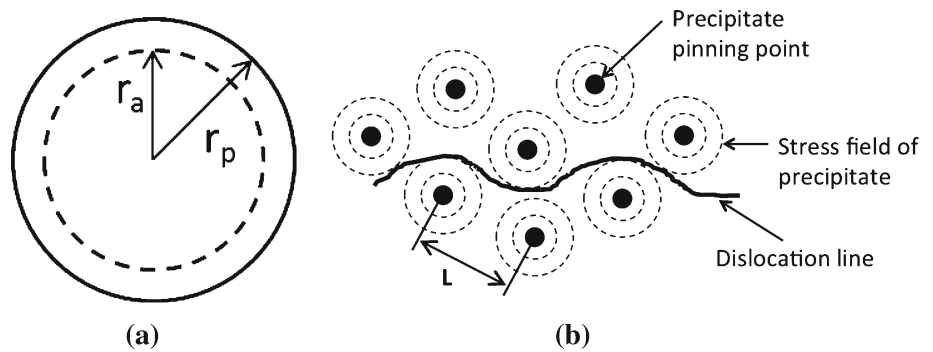 r_a
r_p
(a)
Precipitate
pinning point
Stress field of
precipitate
Dislocation line
L
(b)